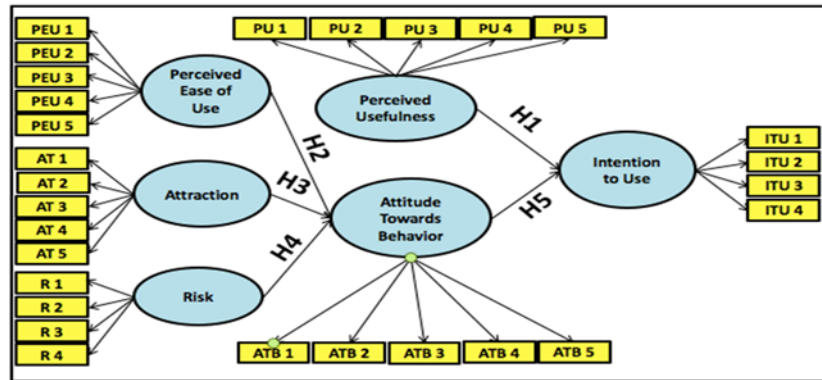 PEU 1
PEU 2
PEU 3
PEU 4
PEU 5
Perceived
Ease of
Use
PU 1
PU 2
PU 3
PU 4
PU 5
Perceived
Usefulness
H1
H2
AT 1
AT 2
AT 3
AT 4
AT 5
Attraction
H3
Attitude
Towards
Behavior
H5
Intention
to Use
ITU 1
ITU 2
ITU 3
ITU 4
H4
R 1
R 2
R 3
R 4
Risk
ATB 1
ATB 2
ATB 3
ATB 4
ATB 5